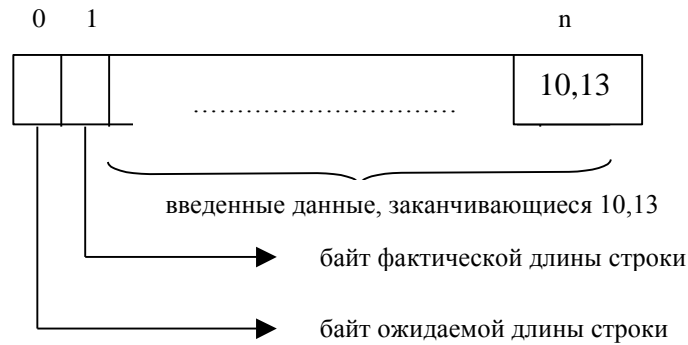 0 1 n
10,13
................................
введенные данные, заканчивающиеся 10,13
байт фактической длины строки
байт ожидаемой длины строки